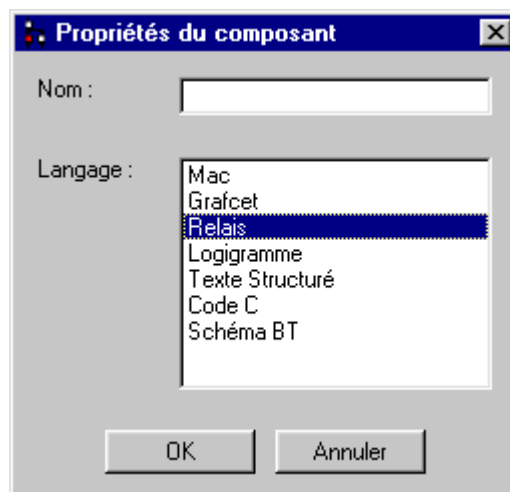 Propriétés du composant
Nom :
Langage :
Mac
Grafcet
Relais
Logigramme
Texte Structuré
Code C
Schéma BT
OK
Annuler